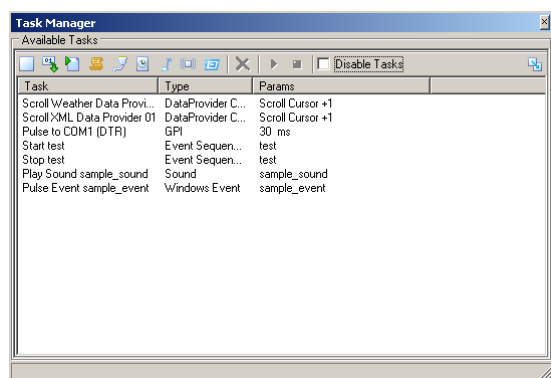 Task Manager
Available Tasks
Disable Tasks
Task Type Params
Scroll Weather Data Provi... DataProvider C... Scroll Cursor +1
Scroll XML Data Provider 01 DataProvider C... Scroll Cursor +1
Pulse to COM1 (DTR) GPI 30 ms
Start test Event Sequen... test
Stop test Event Sequen... test
Play Sound sample_sound Sound sample_sound
Pulse Event sample_event Windows Event sample_event